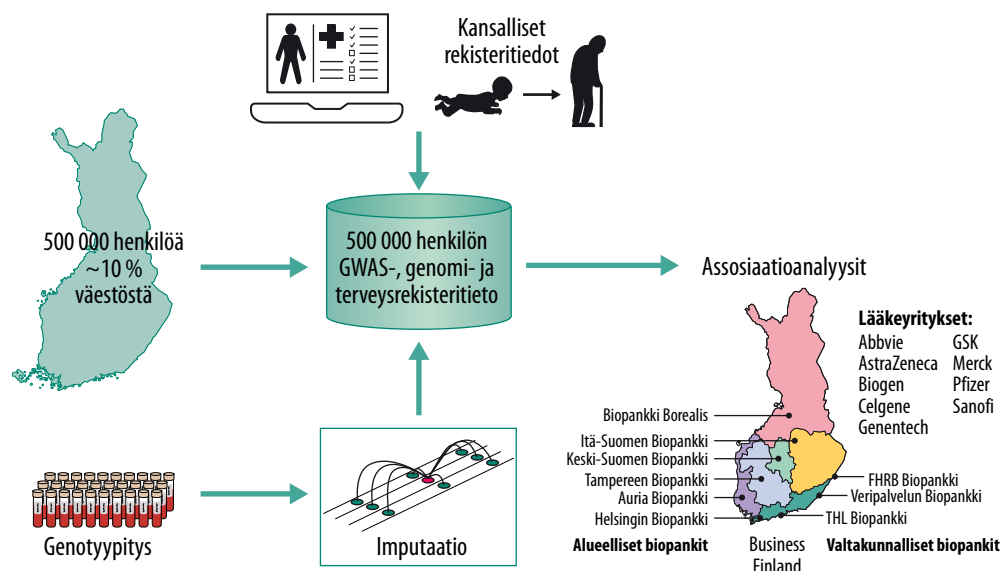 Kansalliset
rekisteritiedot
500 000 henkilöä
~10 %
väestöstä
500 000 henkilön
GWAS-, genomi- ja
terveysrekisteritieto
Assosiaatioanalyysit
Lääkeyritykset:
Abbvie GSK
AstraZeneca Merck
Biogen Pfizer
Celgene Sanofi
Genentech
Biopankki Borealis
Itä-Suomen Biopankki
Keski-Suomen Biopankki
Tampereen Biopankki
Auria Biopankki
Helsingin Biopankki
FHRB Biopankki
Veripalvelun Biopankki
THL Biopankki
Alueelliset biopankit
Business
Finland
Valtakunnalliset biopankit
Genotyypitys
Imputaatio